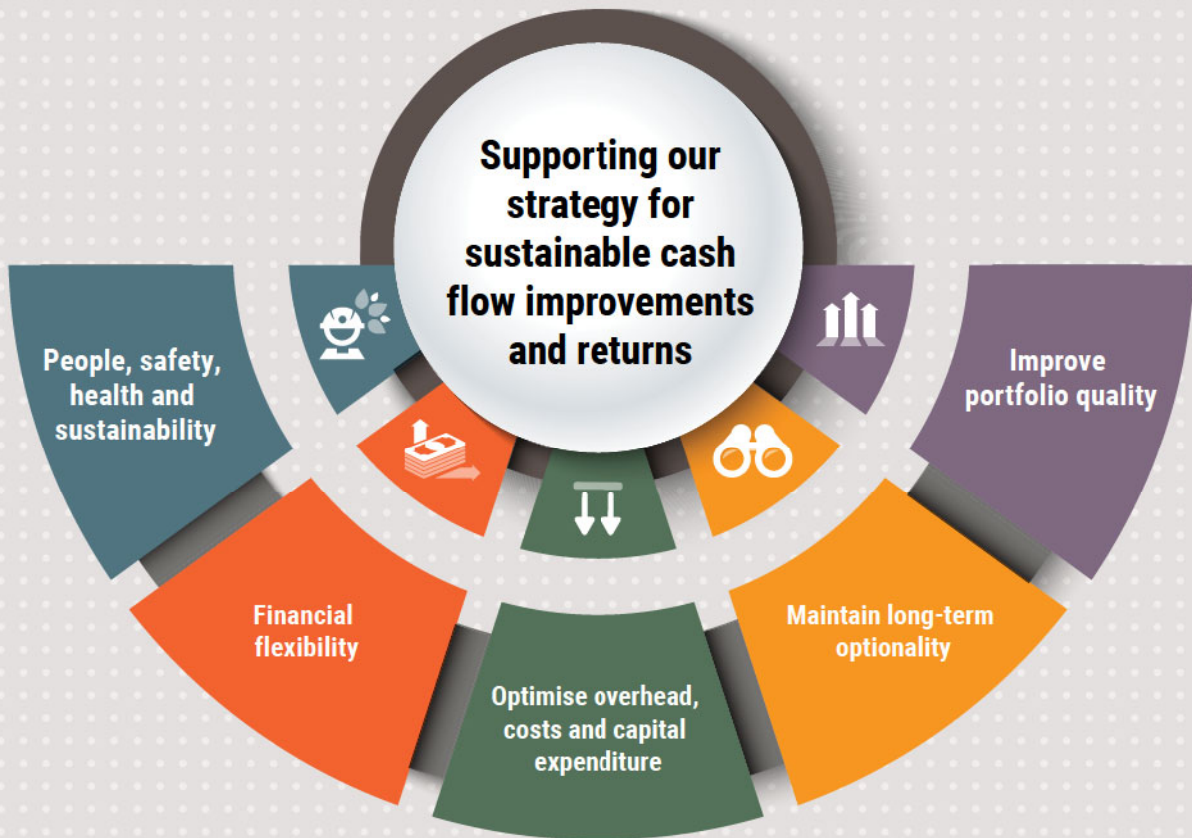 Supporting our
strategy for
sustainable cash
flow improvements
and returns
People, safety,
health and
sustainability
Financial
flexibility
Optimise overhead,
costs and capital
expenditure
Maintain long-term
optionality
Improve
portfolio quality